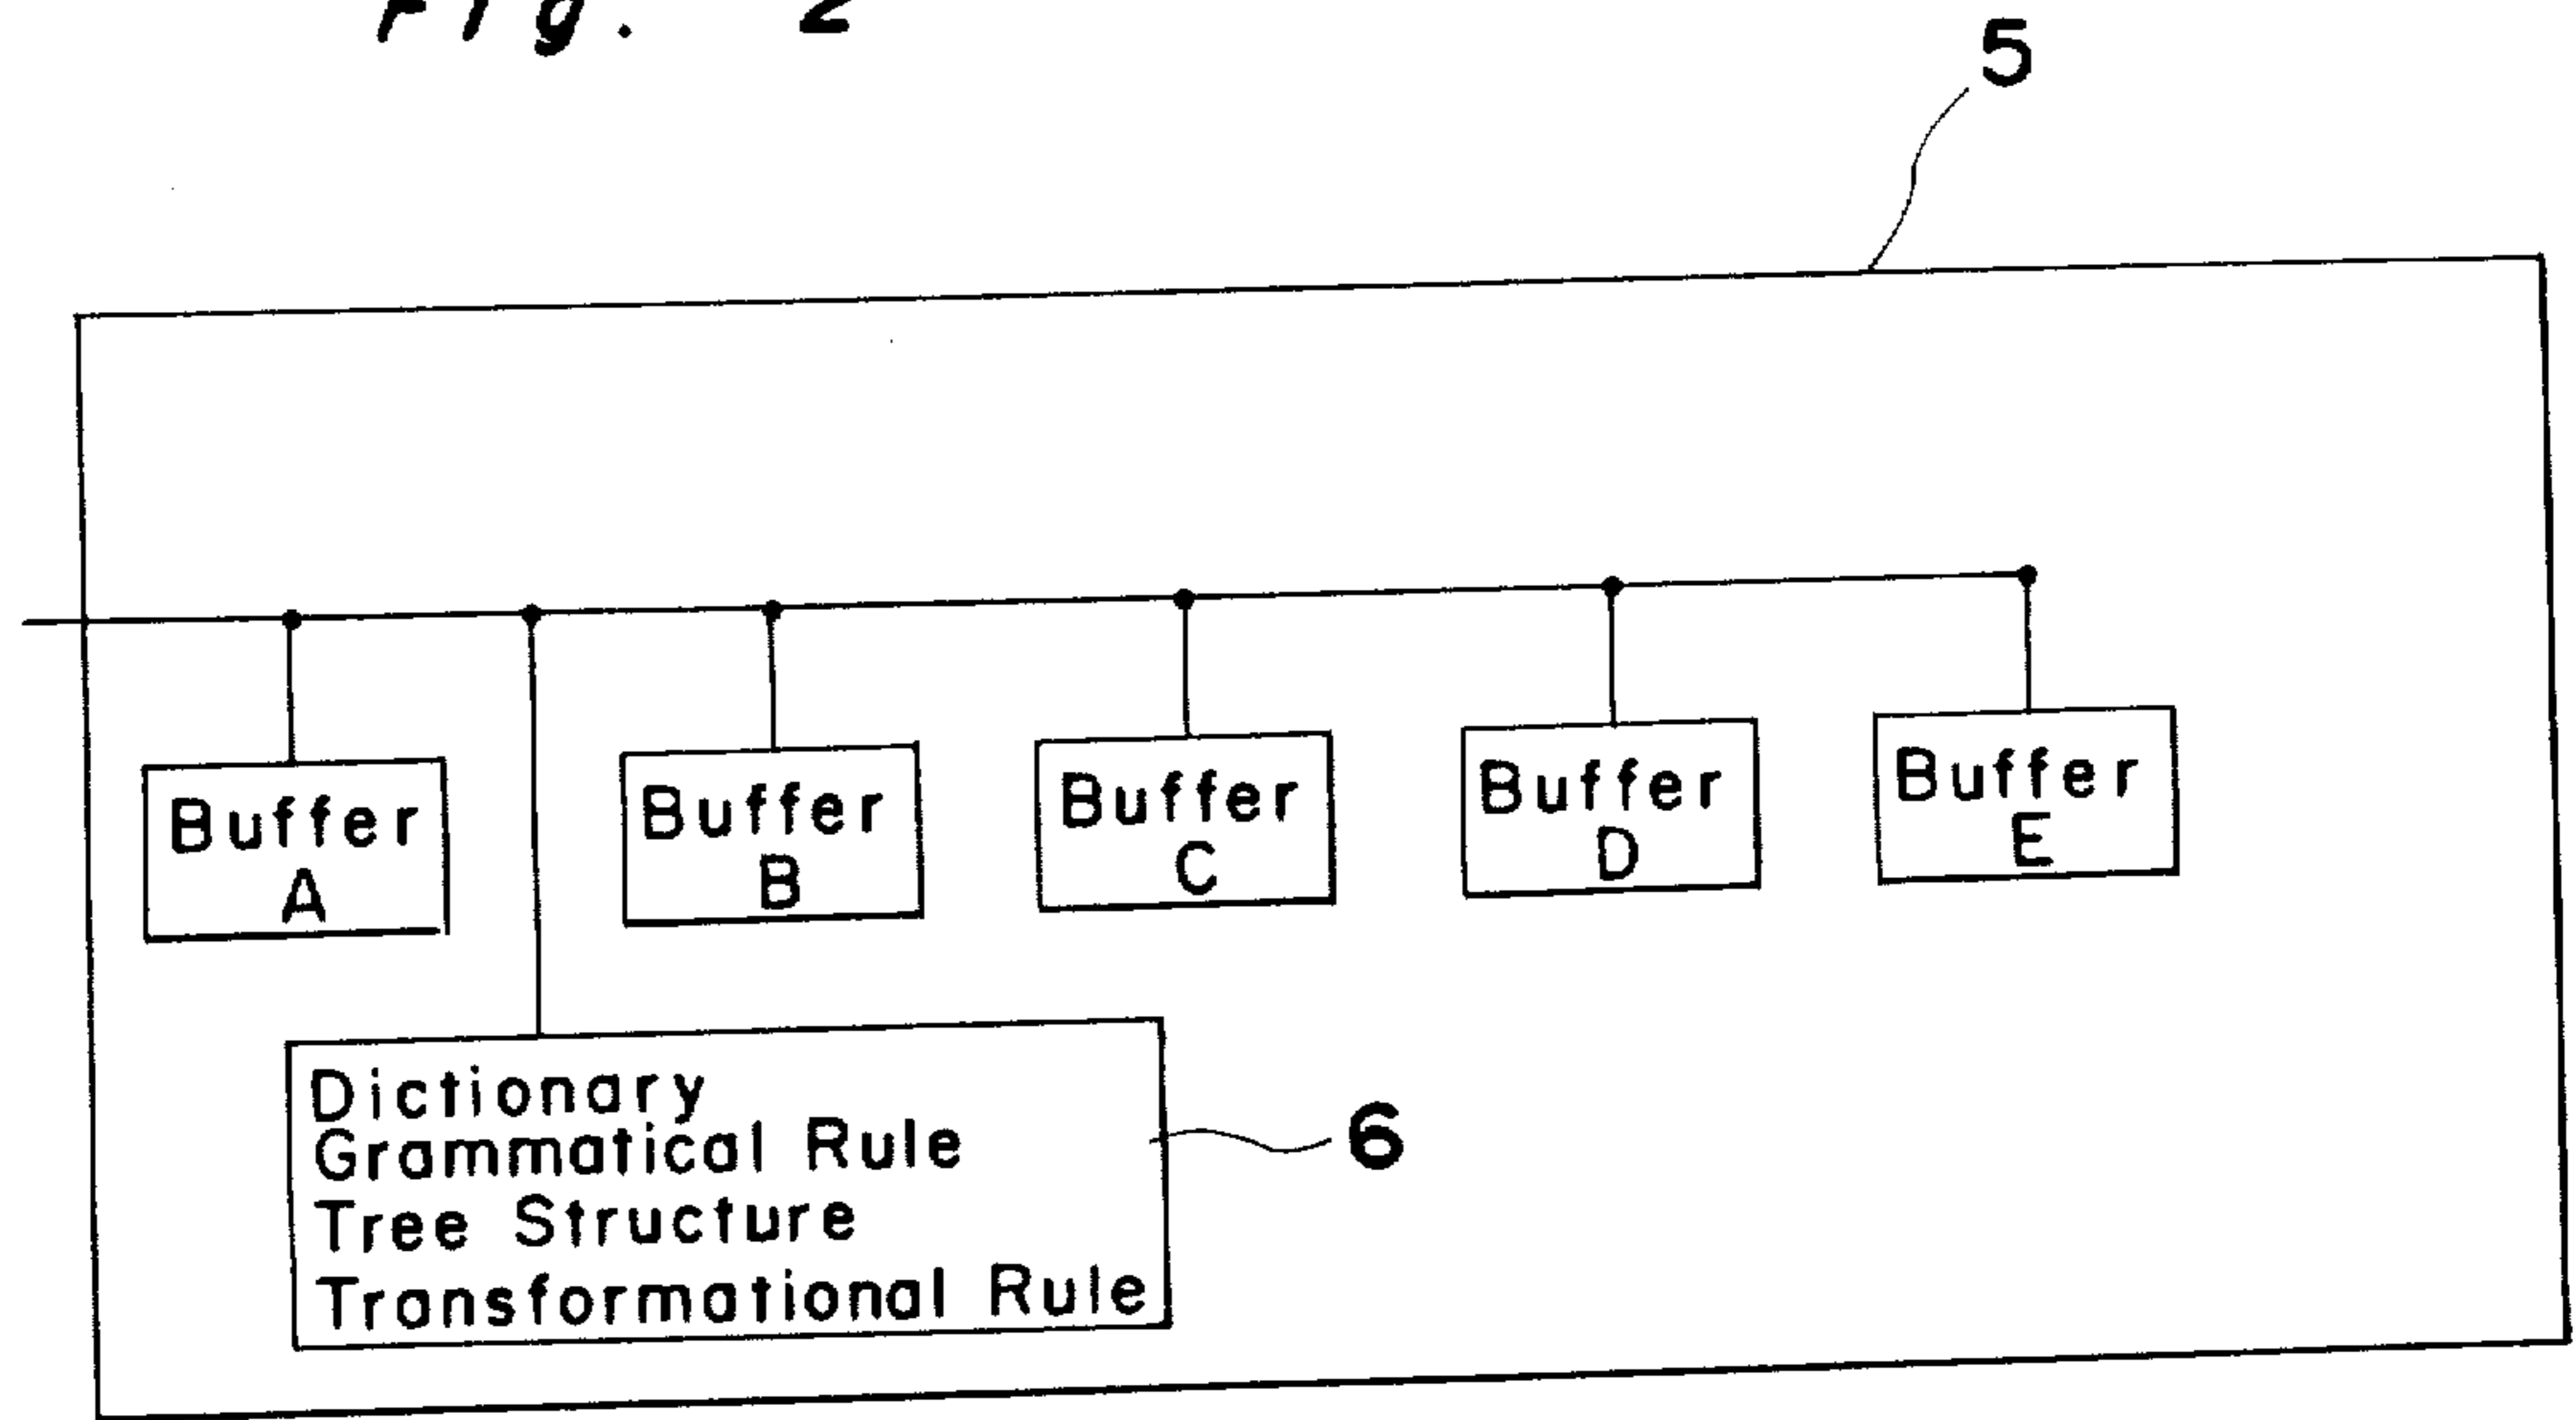 Fig. 2
5
Buffer
A
Buffer
B
Buffer
C
Buffer
D
Buffer
E
Dictionary
Grammatical Rule
Tree Structure
Transformational Rule
6